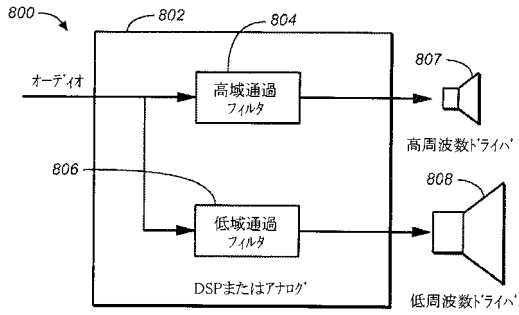 800
802
804
オーディオ
高域通過
フィルタ
807
高周波数ドライバ
806
低域通過
フィルタ
808
DSPまたはアナログ
低周波数ドライバ